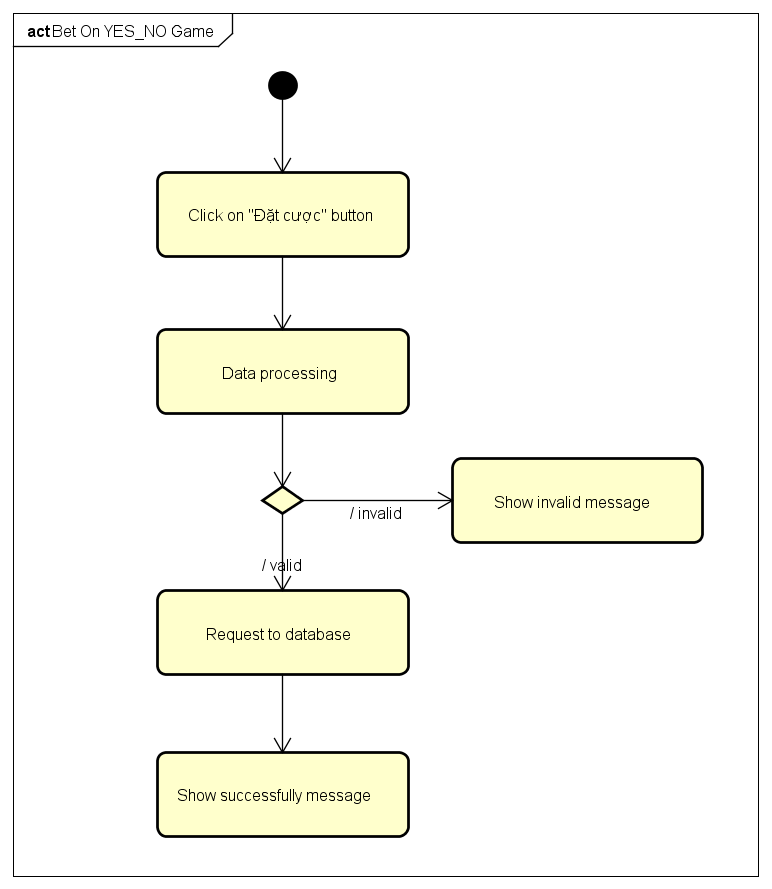 act Bet On YES_NO Game
Click on "Đặt cược" button
Data processing
Show invalid message
/ invalid
/ valid
Request to database
Show successfully message